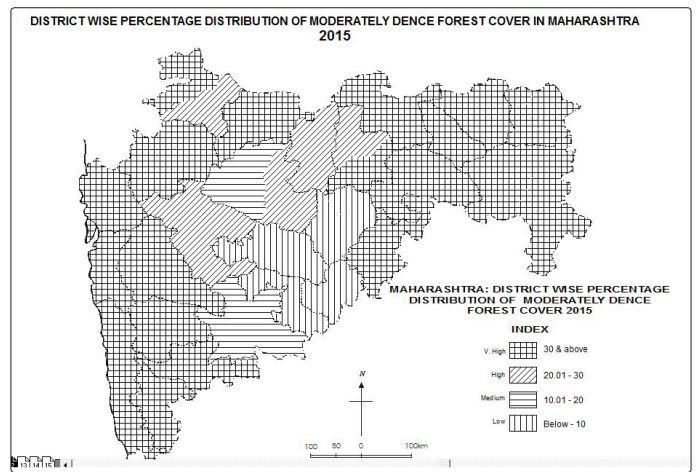 DISTRICT WISE PERCENTAGE DISTRIBUTION OF MODERATELY DENCE FOREST COVER IN MAHARASHTRA
2015
MAHARASHTRA: DISTRICT WISE PERCENTAGE
DISTRIBUTION OF MODERATELY DENCE
FOREST COVER 2015
INDEX
V. High 30 & above
High 20.01 - 30
Medium 10.01 - 20
Low Below - 10
N
100 50 0 100km
13 14 15